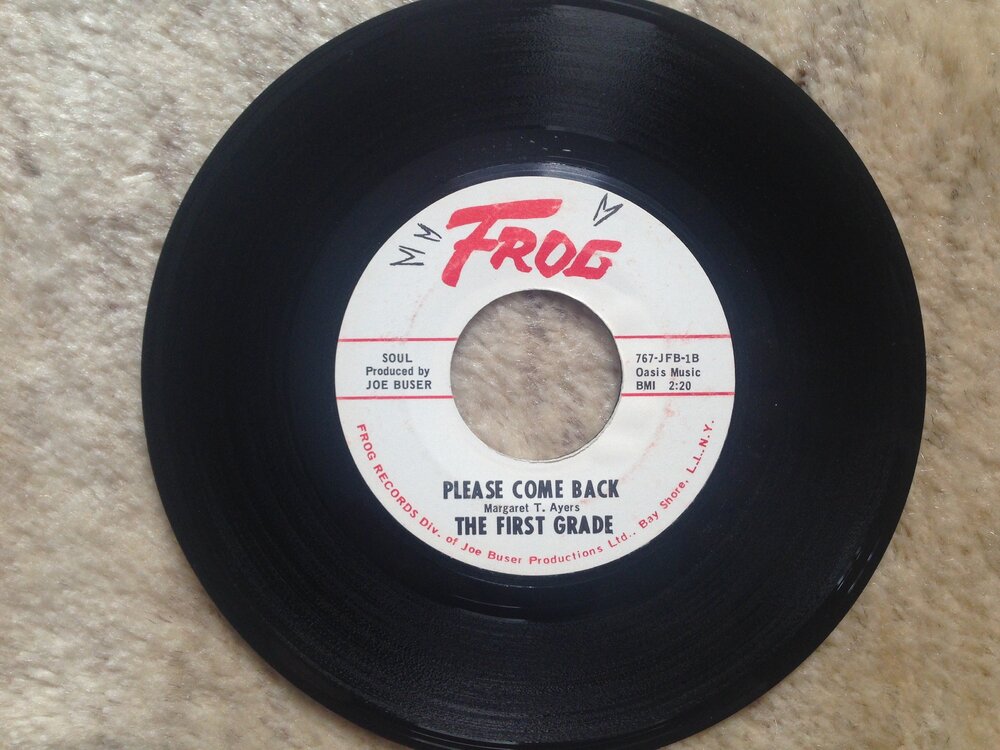 FROG
SOUL
Produced by
JOE BUSER
767-JFB-1B
Oasis Music
BMI 2:20
PLEASE COME BACK
Margaret T. Ayers
THE FIRST GRADE
FROG RECORDS Div. of Joe Buser Productions Ltd., Bay Shore, L.I., N.Y.